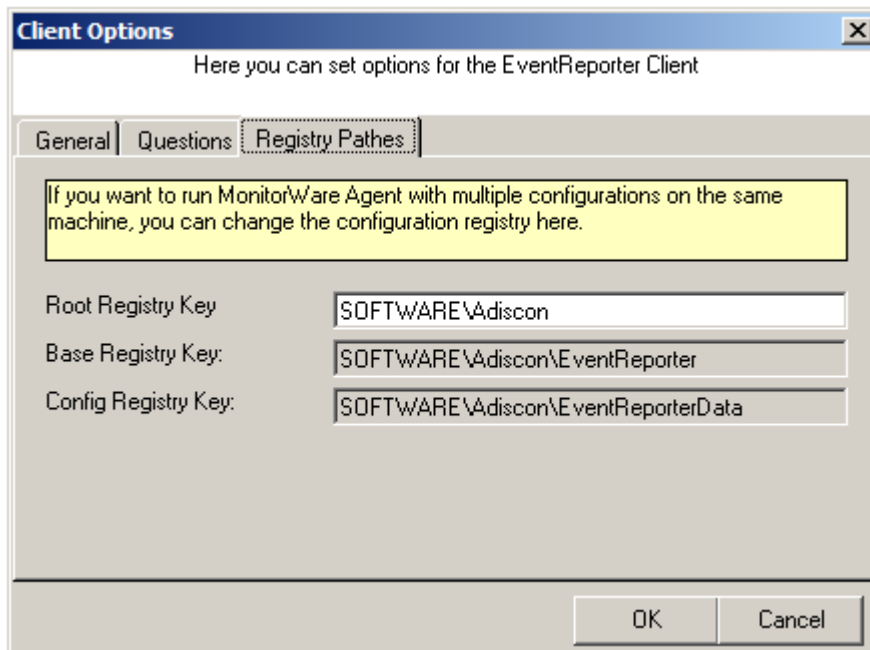 Client Options
Here you can set options for the EventReporter Client
General
Questions
Registry Pathes
If you want to run MonitorWare Agent with multiple configurations on the same
machine, you can change the configuration registry here.
Root Registry Key
SOFTWARE\Adiscon
Base Registry Key:
SOFTWARE\Adiscon\EventReporter
Config Registry Key:
SOFTWARE\Adiscon\EventReporterData
OK
Cancel